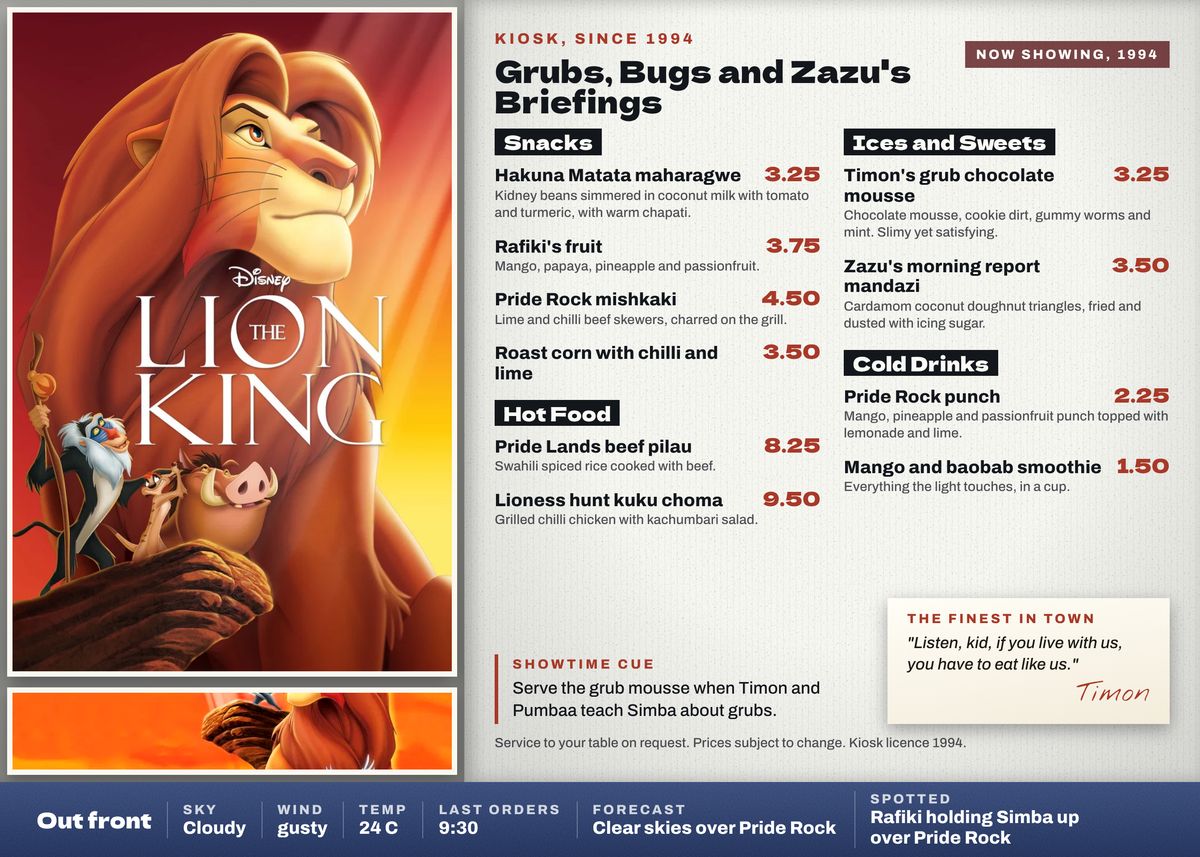 Disney
THE
LION
KING
KIOSK, SINCE 1994
Grubs, Bugs and Zazu's
Briefings
NOW SHOWING, 1994
Snacks
Hakuna Matata maharagwe 3.25
Kidney beans simmered in coconut milk with tomato
and turmeric, with warm chapati.
Rafiki's fruit 3.75
Mango, papaya, pineapple and passionfruit.
Pride Rock mishkaki 4.50
Lime and chilli beef skewers, charred on the grill.
Roast corn with chilli and 3.50
lime
Hot Food
Pride Lands beef pilau 8.25
Swahili spiced rice cooked with beef.
Lioness hunt kuku choma 9.50
Grilled chilli chicken with kachumbari salad.
Ices and Sweets
Timon's grub chocolate 3.25
mousse
Chocolate mousse, cookie dirt, gummy worms and
mint. Slimy yet satisfying.
Zazu's morning report 3.50
mandazi
Cardamom coconut doughnut triangles, fried and
dusted with icing sugar.
Cold Drinks
Pride Rock punch 2.25
Mango, pineapple and passionfruit punch topped with
lemonade and lime.
Mango and baobab smoothie 1.50
Everything the light touches, in a cup.
SHOWTIME CUE
Serve the grub mousse when Timon and
Pumbaa teach Simba about grubs.
THE FINEST IN TOWN
"Listen, kid, if you live with us,
you have to eat like us."
Timon
Service to your table on request. Prices subject to change. Kiosk licence 1994.
Out front
SKY
Cloudy
WIND
gusty
TEMP
24 C
LAST ORDERS
9:30
FORECAST
Clear skies over Pride Rock
SPOTTED
Rafiki holding Simba up
over Pride Rock